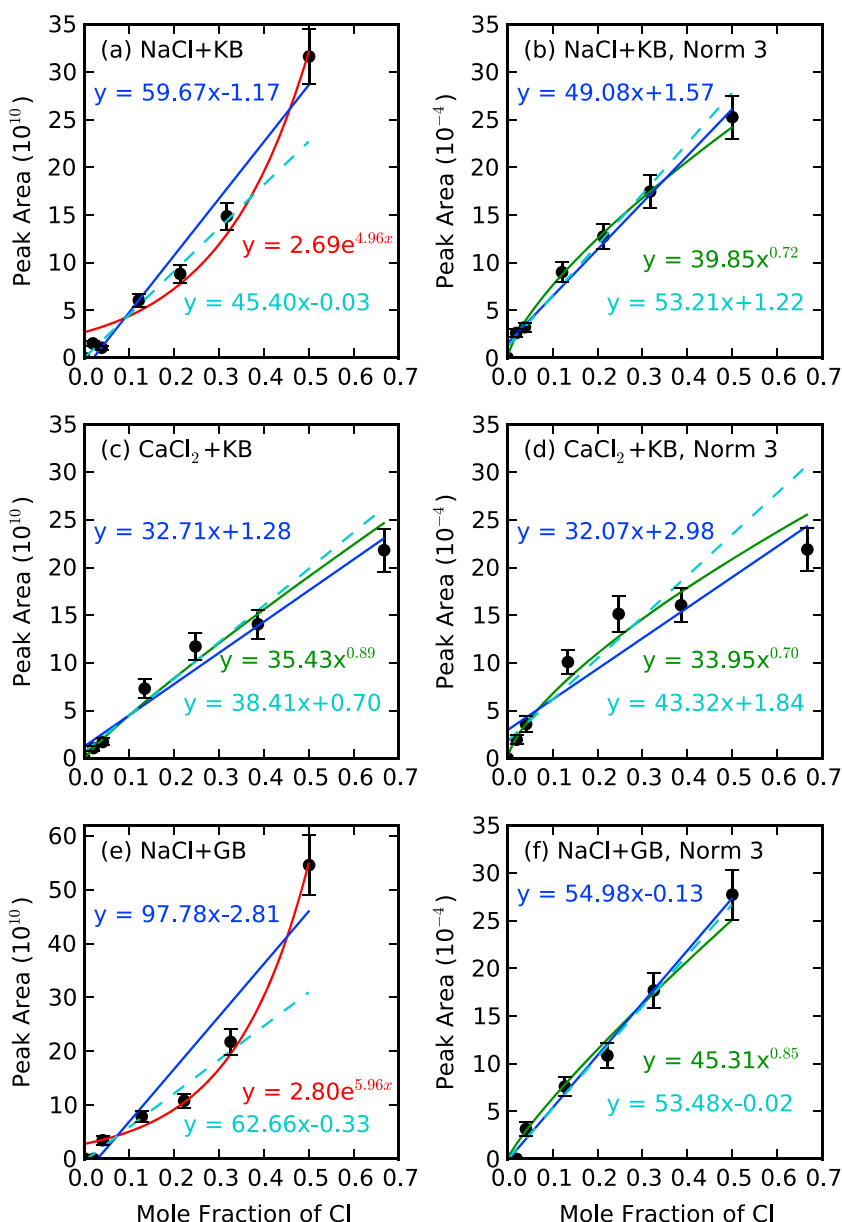 (a) NaCl+KB
y = 59.67x-1.17
y = 2.69e^{4.96x}
y = 45.40x-0.03
Peak Area (10^{10})
35
30
25
20
15
10
5
0
0.0 0.1 0.2 0.3 0.4 0.5 0.6 0.7
(b) NaCl+KB, Norm 3
y = 49.08x+1.57
y = 39.85x^{0.72}
y = 53.21x+1.22
Peak Area (10^{-4})
35
30
25
20
15
10
5
0
0.0 0.1 0.2 0.3 0.4 0.5 0.6 0.7
(c) CaCl₂+KB
y = 32.71x+1.28
y = 35.43x^{0.89}
y = 38.41x+0.70
Peak Area (10^{10})
35
30
25
20
15
10
5
0
0.0 0.1 0.2 0.3 0.4 0.5 0.6 0.7
(d) CaCl₂+KB, Norm 3
y = 32.07x+2.98
y = 33.95x^{0.70}
y = 43.32x+1.84
Peak Area (10^{-4})
35
30
25
20
15
10
5
0
0.0 0.1 0.2 0.3 0.4 0.5 0.6 0.7
(e) NaCl+GB
y = 97.78x-2.81
y = 2.80e^{5.96x}
y = 62.66x-0.33
Peak Area (10^{10})
60
50
40
30
20
10
0
0.0 0.1 0.2 0.3 0.4 0.5 0.6 0.7
Mole Fraction of Cl
(f) NaCl+GB, Norm 3
y = 54.98x-0.13
y = 45.31x^{0.85}
y = 53.48x-0.02
Peak Area (10^{-4})
35
30
25
20
15
10
5
0
0.0 0.1 0.2 0.3 0.4 0.5 0.6 0.7
Mole Fraction of Cl